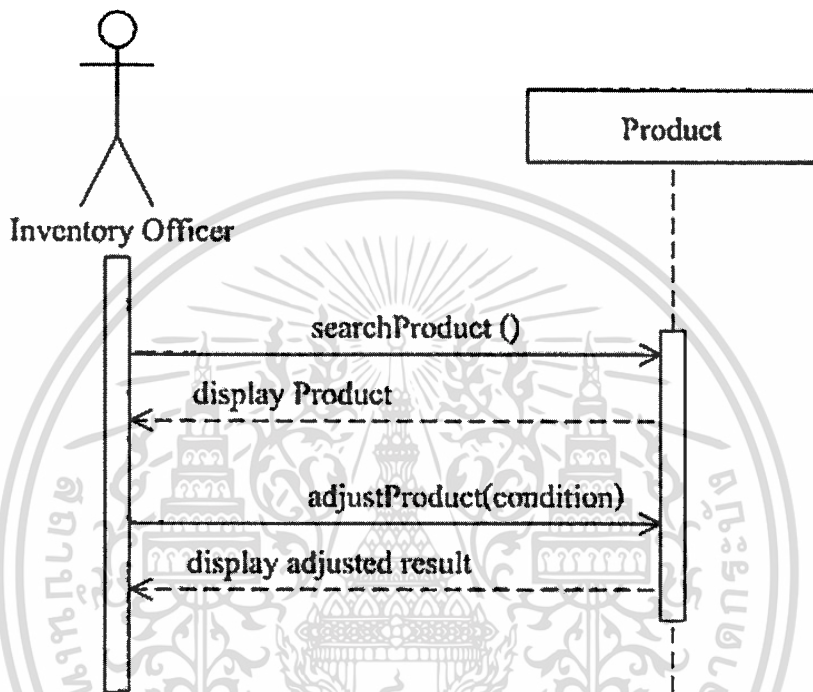 Product
Inventory Officer
searchProduct ()
display Product
adjustProduct(condition)
display adjusted result